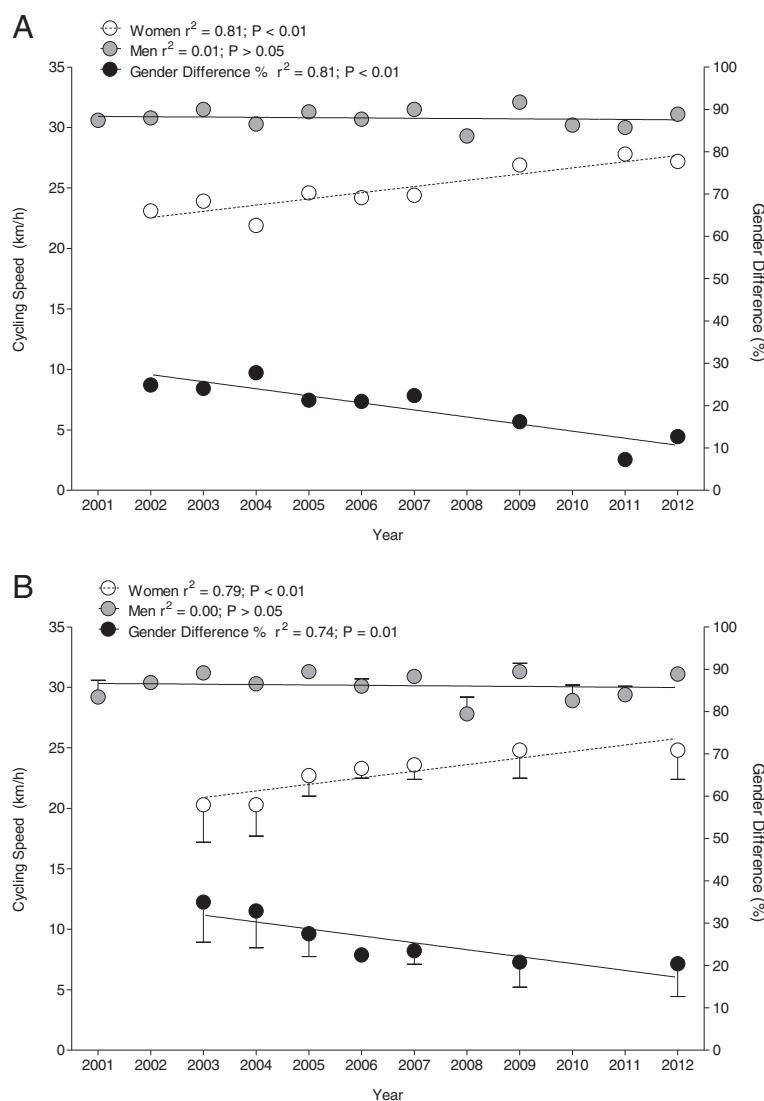 A
Women r² = 0.81; P < 0.01
Men r² = 0.01; P > 0.05
Gender Difference % r² = 0.81; P < 0.01
35
30
25
20
15
10
5
0
Cycling Speed (km/h)
100
90
80
70
60
50
40
30
20
10
0
Gender Difference (%)
2001 2002 2003 2004 2005 2006 2007 2008 2009 2010 2011 2012
Year
B
Women r² = 0.79; P < 0.01
Men r² = 0.00; P > 0.05
Gender Difference % r² = 0.74; P = 0.01
35
30
25
20
15
10
5
0
Cycling Speed (km/h)
100
90
80
70
60
50
40
30
20
10
0
Gender Difference (%)
2001 2002 2003 2004 2005 2006 2007 2008 2009 2010 2011 2012
Year